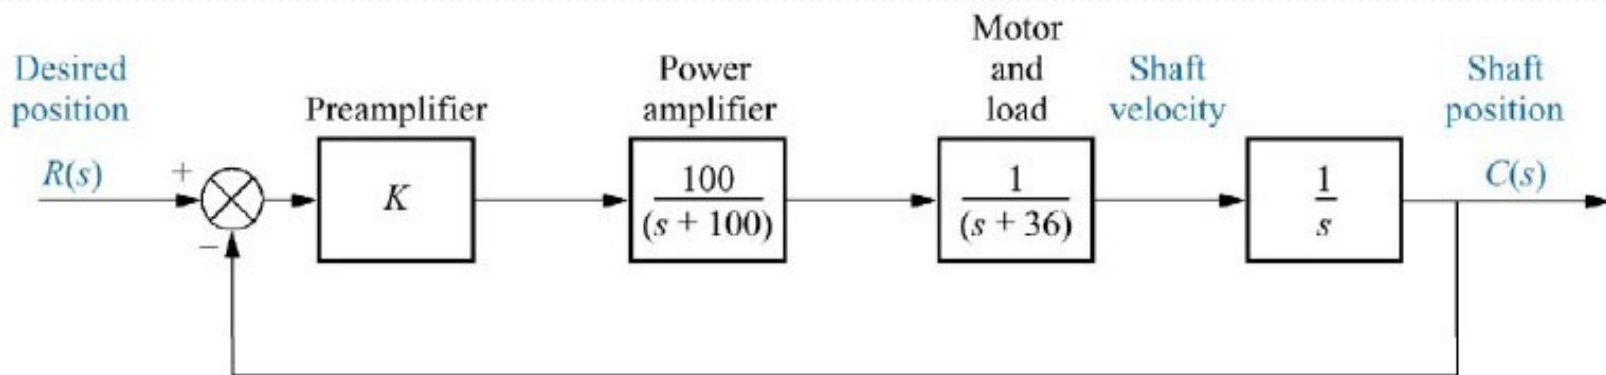 Desired
position
Preamplifier
Power
amplifier
Motor
and
load
Shaft
velocity
Shaft
position
R(s)
+
−
K
100
(s + 100)
1
(s + 36)
1
s
C(s)